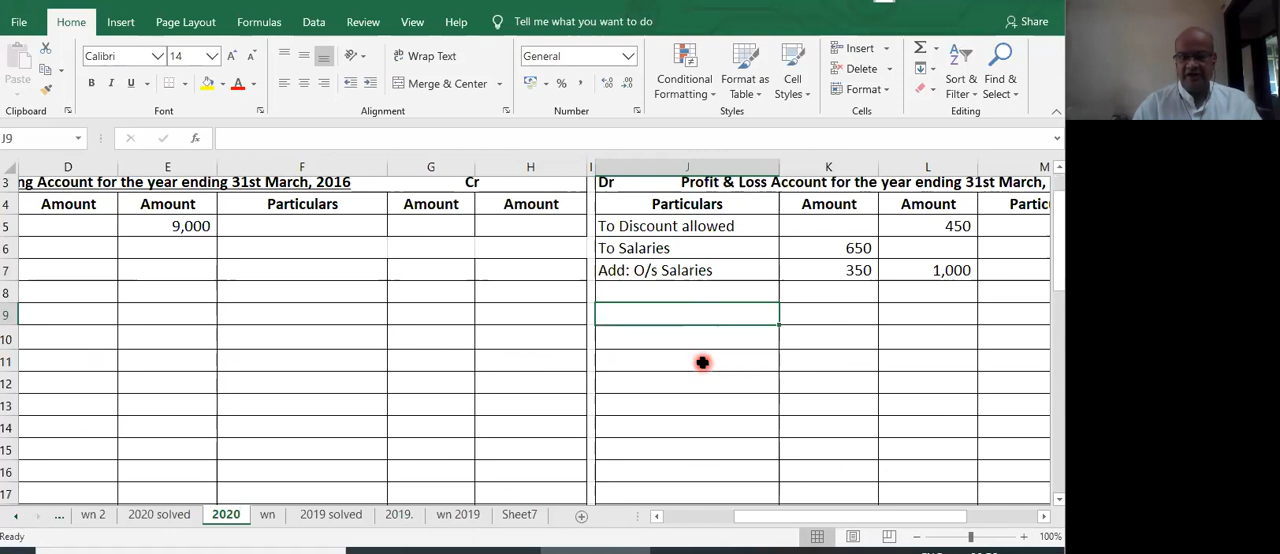 File Home Insert Page Layout Formulas Data Review View Help Tell me what you want to do Share
Calibri 14 Wrap Text General Insert
Paste Conditional Format as Cell Delete Sort & Find &
B I U Merge & Center % Formatting Table Styles Format Filter Select
Clipboard Font Alignment Number Styles Cells Editing
J9 fx
D E F G H I J K L M
3 ng Account for the year ending 31st March, 2016 Cr Dr Profit & Loss Account for the year ending 31st March,
4 Amount Amount Particulars Amount Amount Particulars Amount Amount Partic
5 9,000 To Discount allowed 450
6 To Salaries 650
7 Add: O/s Salaries 350 1,000
8
9
10
11
12
13
14
15
16
17
... wn 2 2020 solved 2020 wn 2019 solved 2019. wn 2019 Sheet7
Ready 100%